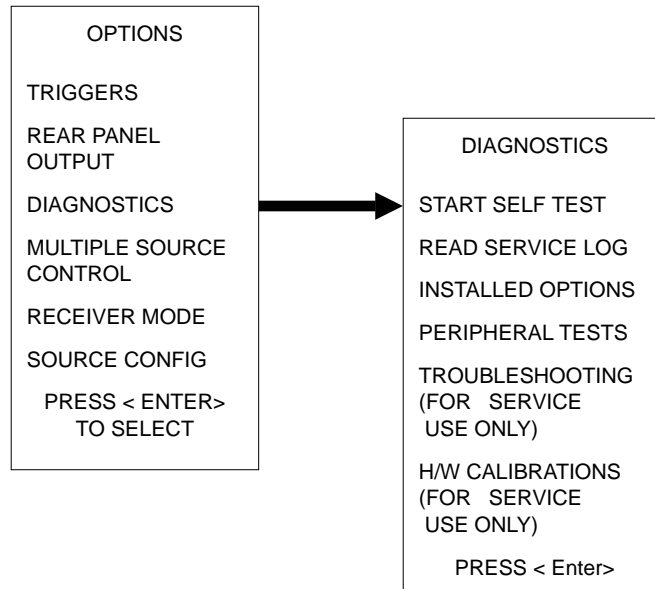 OPTIONS
TRIGGERS
REAR PANEL
OUTPUT
DIAGNOSTICS
MULTIPLE SOURCE
CONTROL
RECEIVER MODE
SOURCE CONFIG
PRESS < ENTER>
TO SELECT
DIAGNOSTICS
START SELF TEST
READ SERVICE LOG
INSTALLED OPTIONS
PERIPHERAL TESTS
TROUBLESHOOTING
(FOR SERVICE
USE ONLY)
H/W CALIBRATIONS
(FOR SERVICE
USE ONLY)
PRESS < Enter>